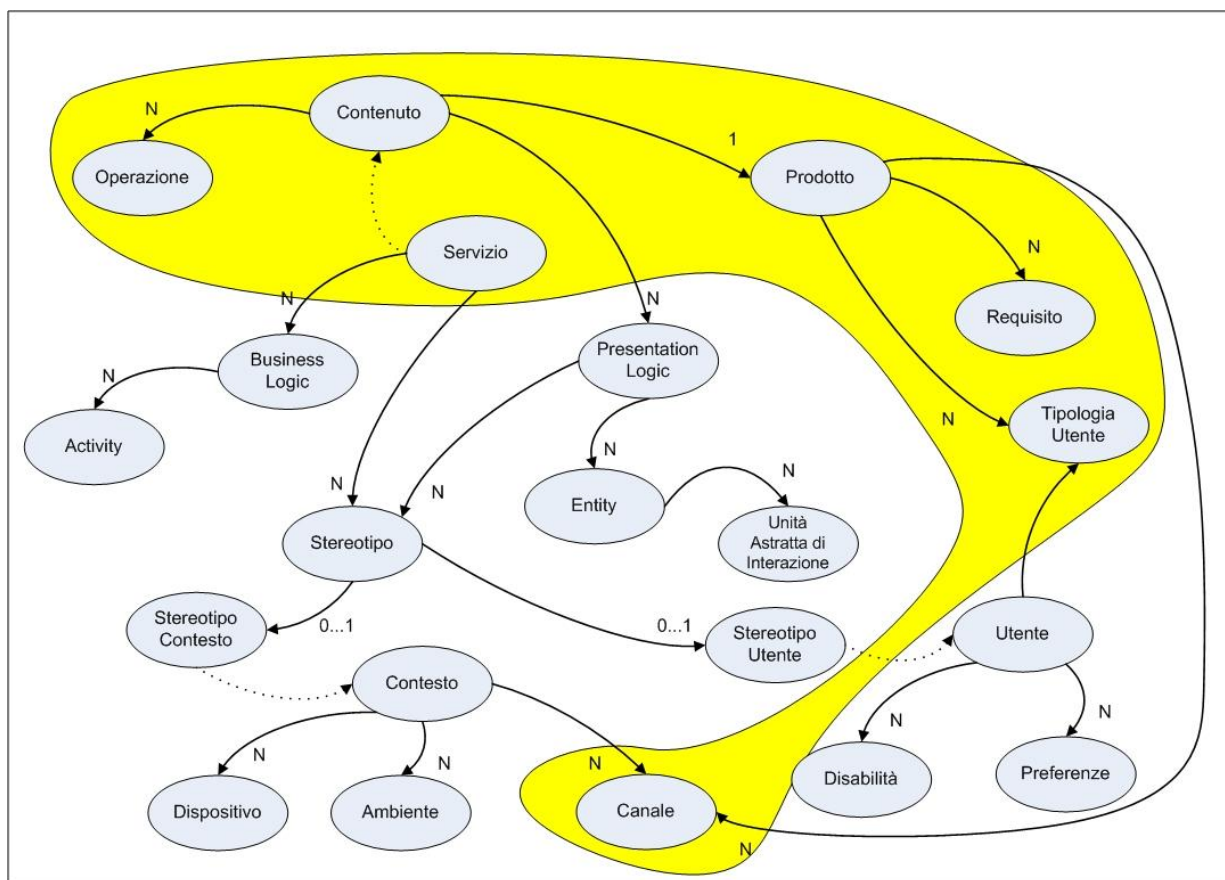 N
Contenuto
1
Operazione
Prodotto
Servizio
N
N
N
Requisito
Business
Logic
Presentation
Logic
N
N
Tipologia
Utente
Activity
N
N
N
N
Entity
Unità
Astratta di
Interazione
Stereotipo
Stereotipo
Contesto
0...1
0...1
Stereotipo
Utente
Utente
Contesto
N
N
N
N
N
Disabilità
Preferenze
Dispositivo
Ambiente
Canale
N